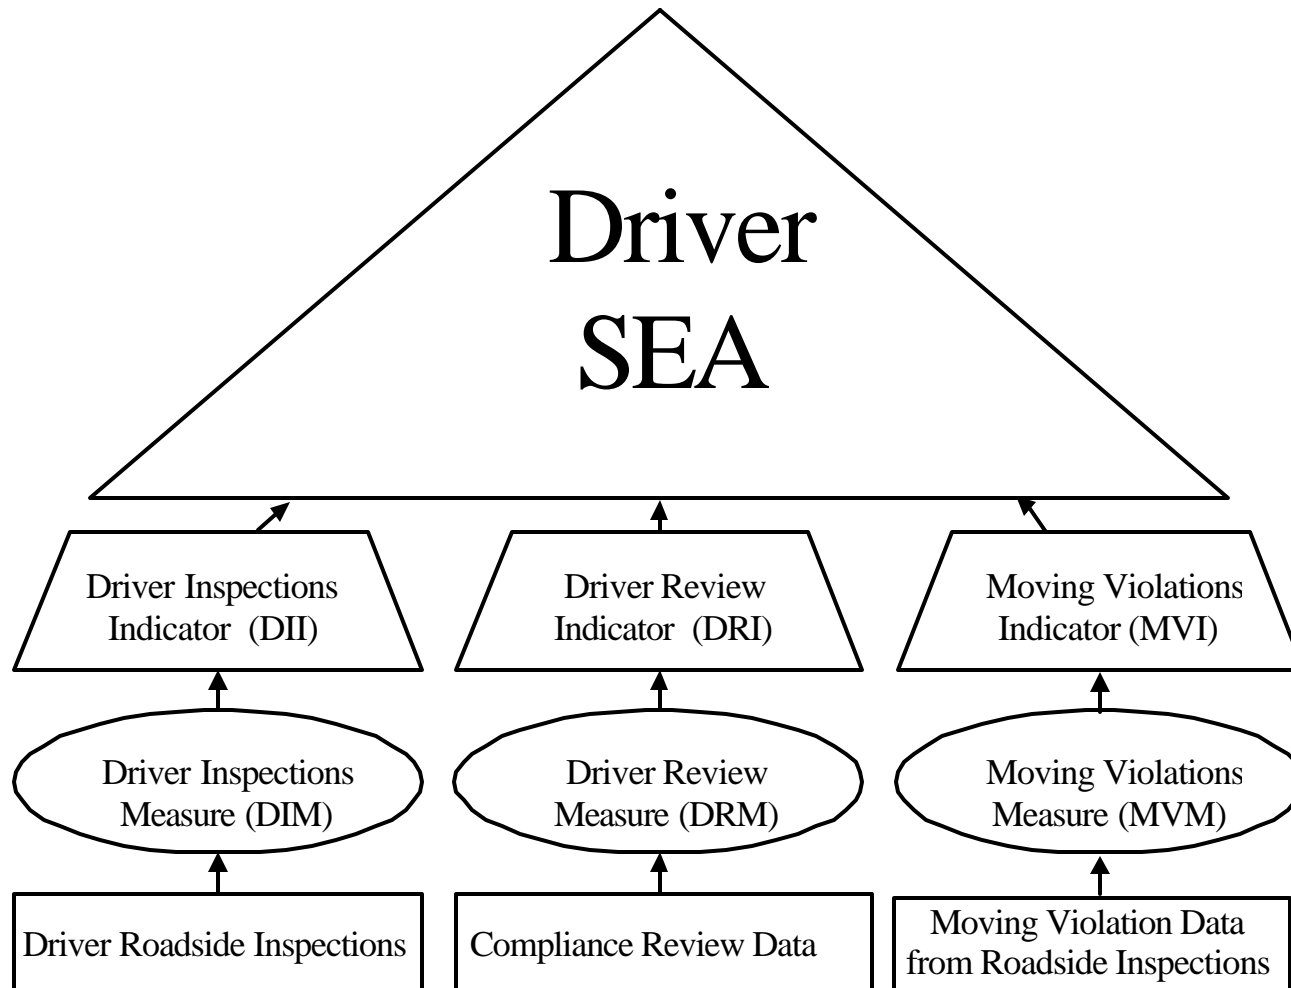 Driver
SEA
Driver Inspections
Indicator (DII)
Driver Review
Indicator (DRI)
Moving Violations
Indicator (MVI)
Driver Inspections
Measure (DIM)
Driver Review
Measure (DRM)
Moving Violations
Measure (MVM)
Driver Roadside Inspections
Compliance Review Data
Moving Violation Data
from Roadside Inspections